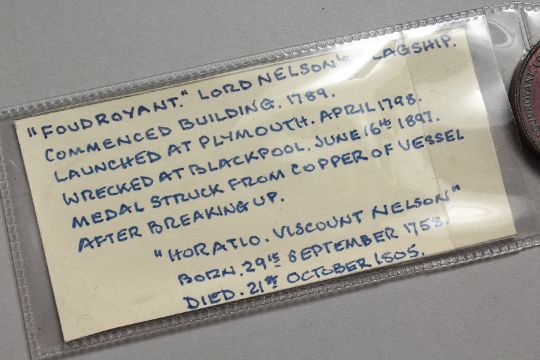 "FOUDROYANT." LORD NELSON'S FLAGSHIP.
COMMENCED BUILDING. 1789.
LAUNCHED AT PLYMOUTH. APRIL 1798.
WRECKED AT BLACKPOOL. JUNE 16TH 1897.
MEDAL STRUCK FROM COPPER OF VESSEL
AFTER BREAKING UP.
"HORATIO. VISCOUNT NELSON"
BORN. 29TH SEPTEMBER 1758.
DIED. 21ST OCTOBER 1805.
FOUDROYANT